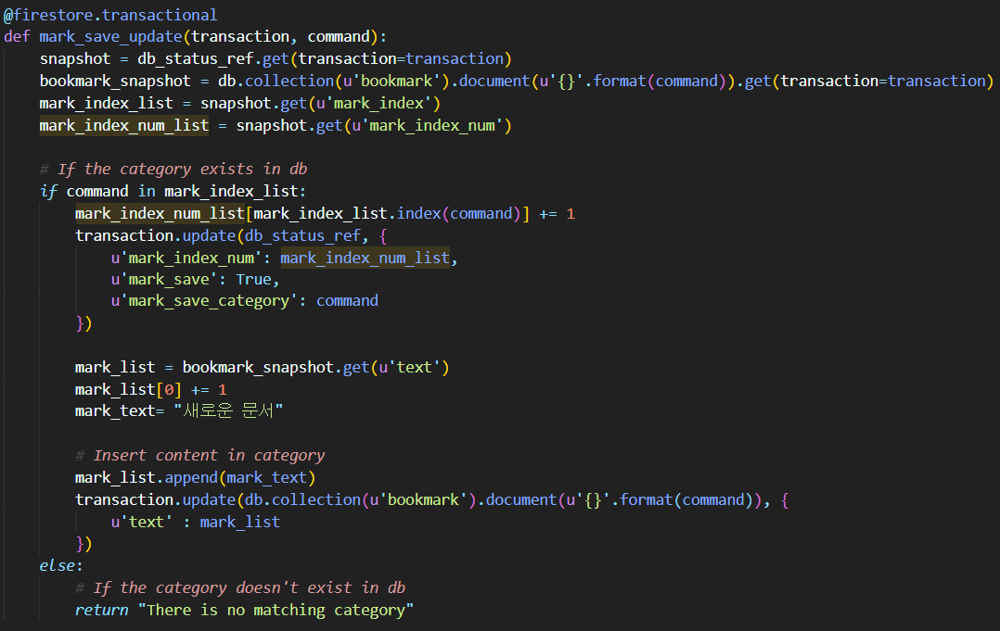 @firestore.transactional
def mark_save_update(transaction, command):
    snapshot = db_status_ref.get(transaction=transaction)
    bookmark_snapshot = db.collection(u'bookmark').document(u'{}'.format(command)).get(transaction=transaction)
    mark_index_list = snapshot.get(u'mark_index')
    mark_index_num_list = snapshot.get(u'mark_index_num')

    # If the category exists in db
    if command in mark_index_list:
        mark_index_num_list[mark_index_list.index(command)] += 1
        transaction.update(db_status_ref, {
            u'mark_index_num': mark_index_num_list,
            u'mark_save': True,
            u'mark_save_category': command
        })

        mark_list = bookmark_snapshot.get(u'text')
        mark_list[0] += 1
        mark_text= "새로운 문서"

        # Insert content in category
        mark_list.append(mark_text)
        transaction.update(db.collection(u'bookmark').document(u'{}'.format(command)), {
            u'text' : mark_list
        })
    else:
        # If the category doesn't exist in db
        return "There is no matching category"